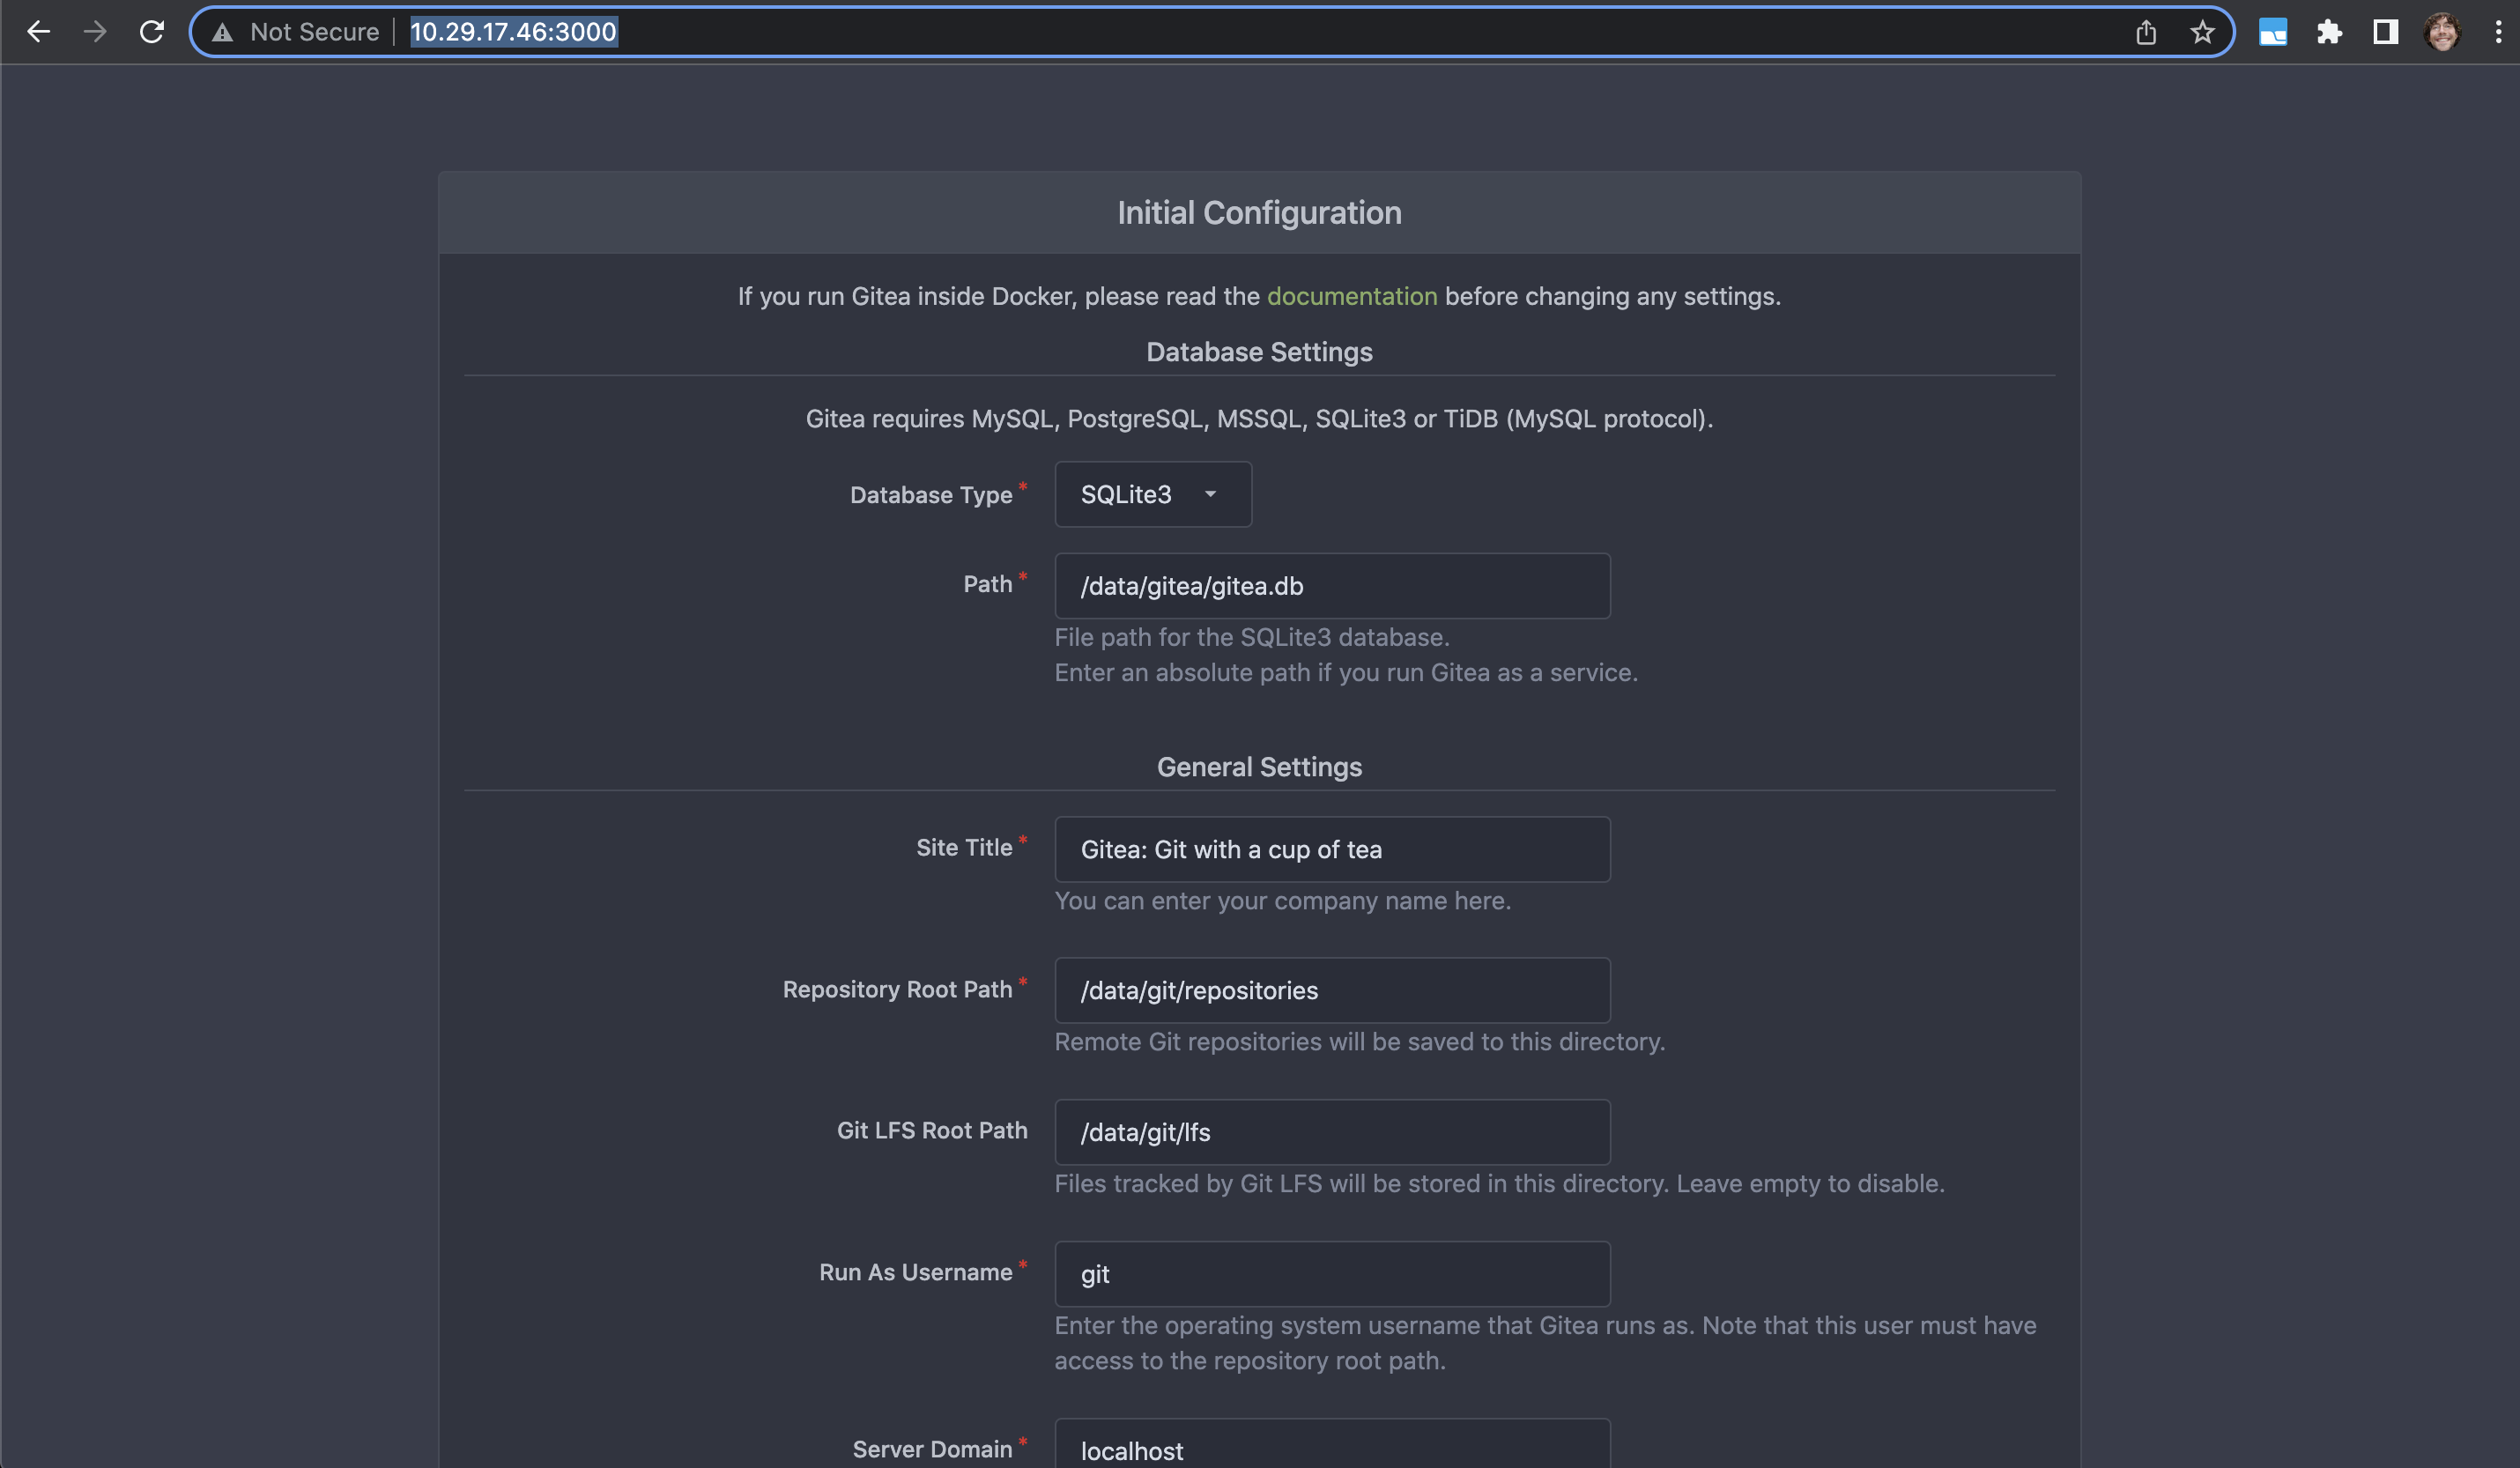 Not Secure | 10.29.17.46:3000
Initial Configuration
If you run Gitea inside Docker, please read the documentation before changing any settings.
Database Settings
Gitea requires MySQL, PostgreSQL, MSSQL, SQLite3 or TiDB (MySQL protocol).
Database Type * SQLite3
Path * /data/gitea/gitea.db
File path for the SQLite3 database.
Enter an absolute path if you run Gitea as a service.
General Settings
Site Title * Gitea: Git with a cup of tea
You can enter your company name here.
Repository Root Path * /data/git/repositories
Remote Git repositories will be saved to this directory.
Git LFS Root Path /data/git/lfs
Files tracked by Git LFS will be stored in this directory. Leave empty to disable.
Run As Username * git
Enter the operating system username that Gitea runs as. Note that this user must have
access to the repository root path.
Server Domain * localhost